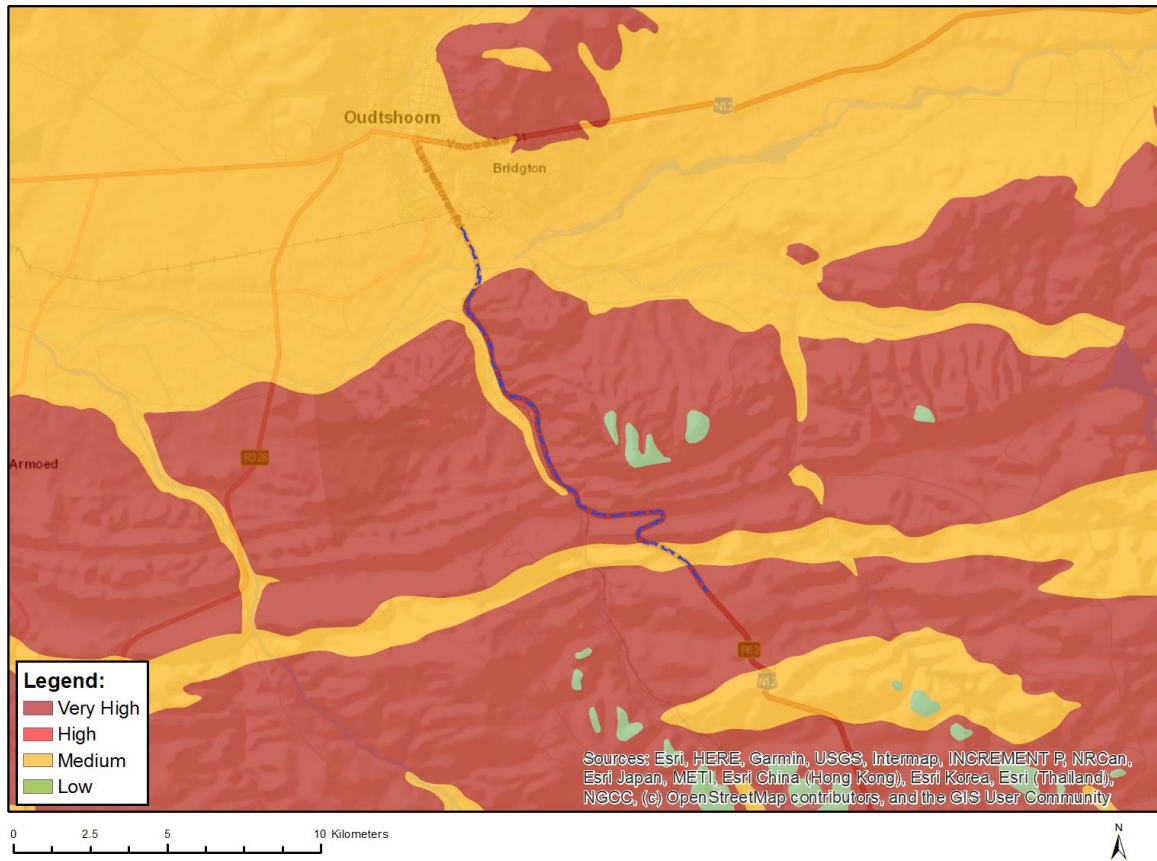 Oudtshoorn
N12
Voortrekker St
Bridgton
Langenhoven Rd
Armoed
R328
R62
N12
Legend:
Very High
High
Medium
Low
Sources: Esri, HERE, Garmin, USGS, Intermap, INCREMENT P, NRCan,
Esri Japan, METI, Esri China (Hong Kong), Esri Korea, Esri (Thailand),
NGCC, (c) OpenStreetMap contributors, and the GIS User Community
0 2.5 5 10 Kilometers
N